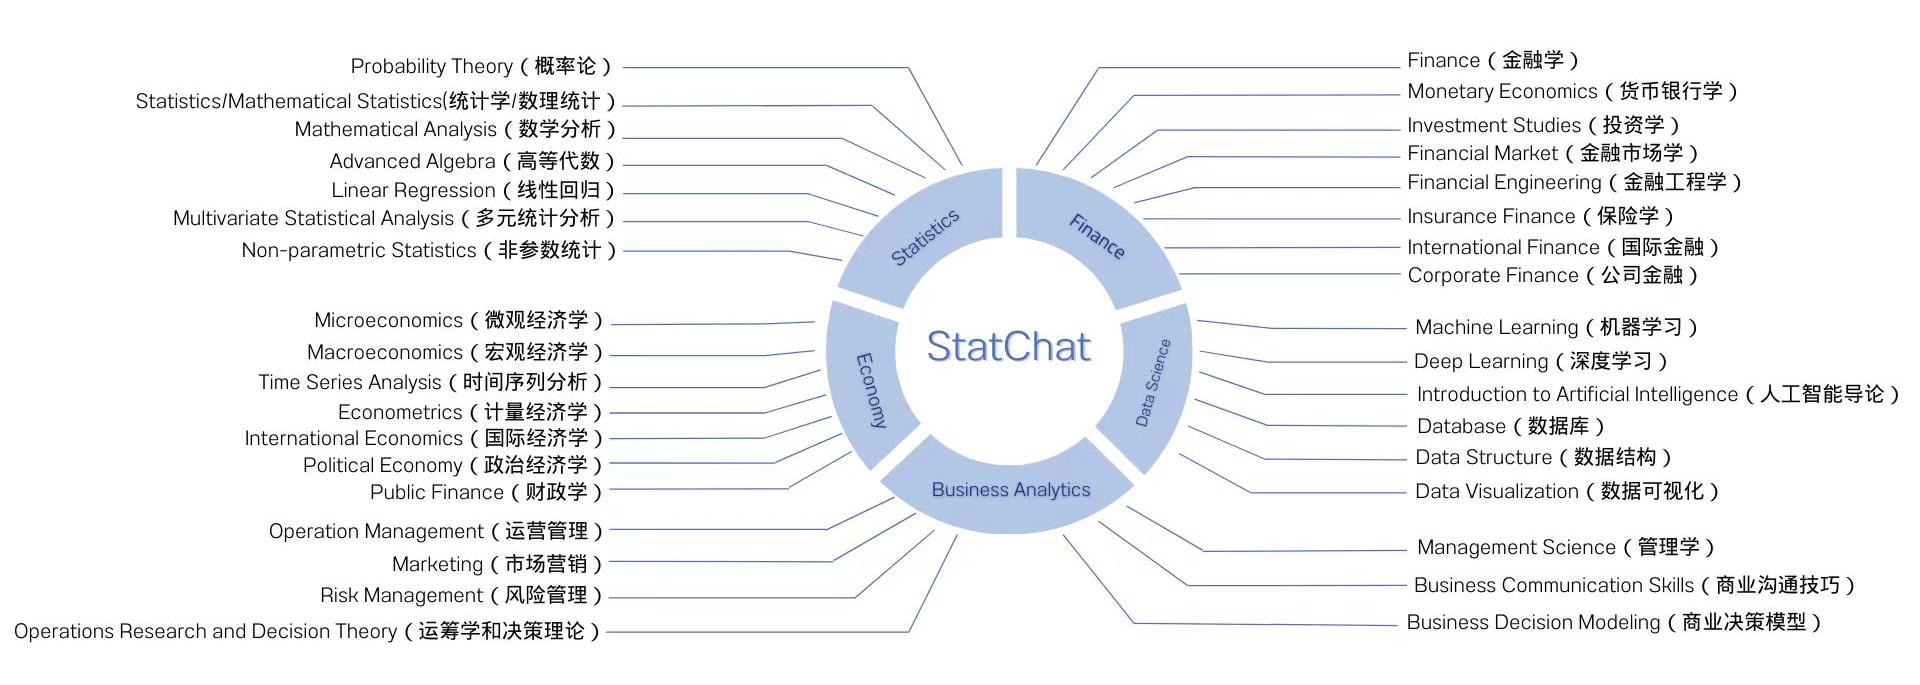 Probability Theory ( 概率论 )
Statistics/Mathematical Statistics(统计学/数理统计 )
Mathematical Analysis ( 数学分析 )
Advanced Algebra ( 高等代数 )
Linear Regression ( 线性回归 )
Multivariate Statistical Analysis ( 多元统计分析 )
Non-parametric Statistics ( 非参数统计 )
Microeconomics ( 微观经济学 )
Macroeconomics ( 宏观经济学 )
Time Series Analysis ( 时间序列分析 )
Econometrics ( 计量经济学 )
International Economics ( 国际经济学 )
Political Economy ( 政治经济学 )
Public Finance ( 财政学 )
Operation Management ( 运营管理 )
Marketing ( 市场营销 )
Risk Management ( 风险管理 )
Operations Research and Decision Theory ( 运筹学和决策理论 )
Statistics
Finance
Economy
StatChat
Data Science
Business Analytics
Finance ( 金融学 )
Monetary Economics ( 货币银行学 )
Investment Studies ( 投资学 )
Financial Market ( 金融市场学 )
Financial Engineering ( 金融工程学 )
Insurance Finance ( 保险学 )
International Finance ( 国际金融 )
Corporate Finance ( 公司金融 )
Machine Learning ( 机器学习 )
Deep Learning ( 深度学习 )
Introduction to Artificial Intelligence ( 人工智能导论 )
Database ( 数据库 )
Data Structure ( 数据结构 )
Data Visualization ( 数据可视化 )
Management Science ( 管理学 )
Business Communication Skills ( 商业沟通技巧 )
Business Decision Modeling ( 商业决策模型 )